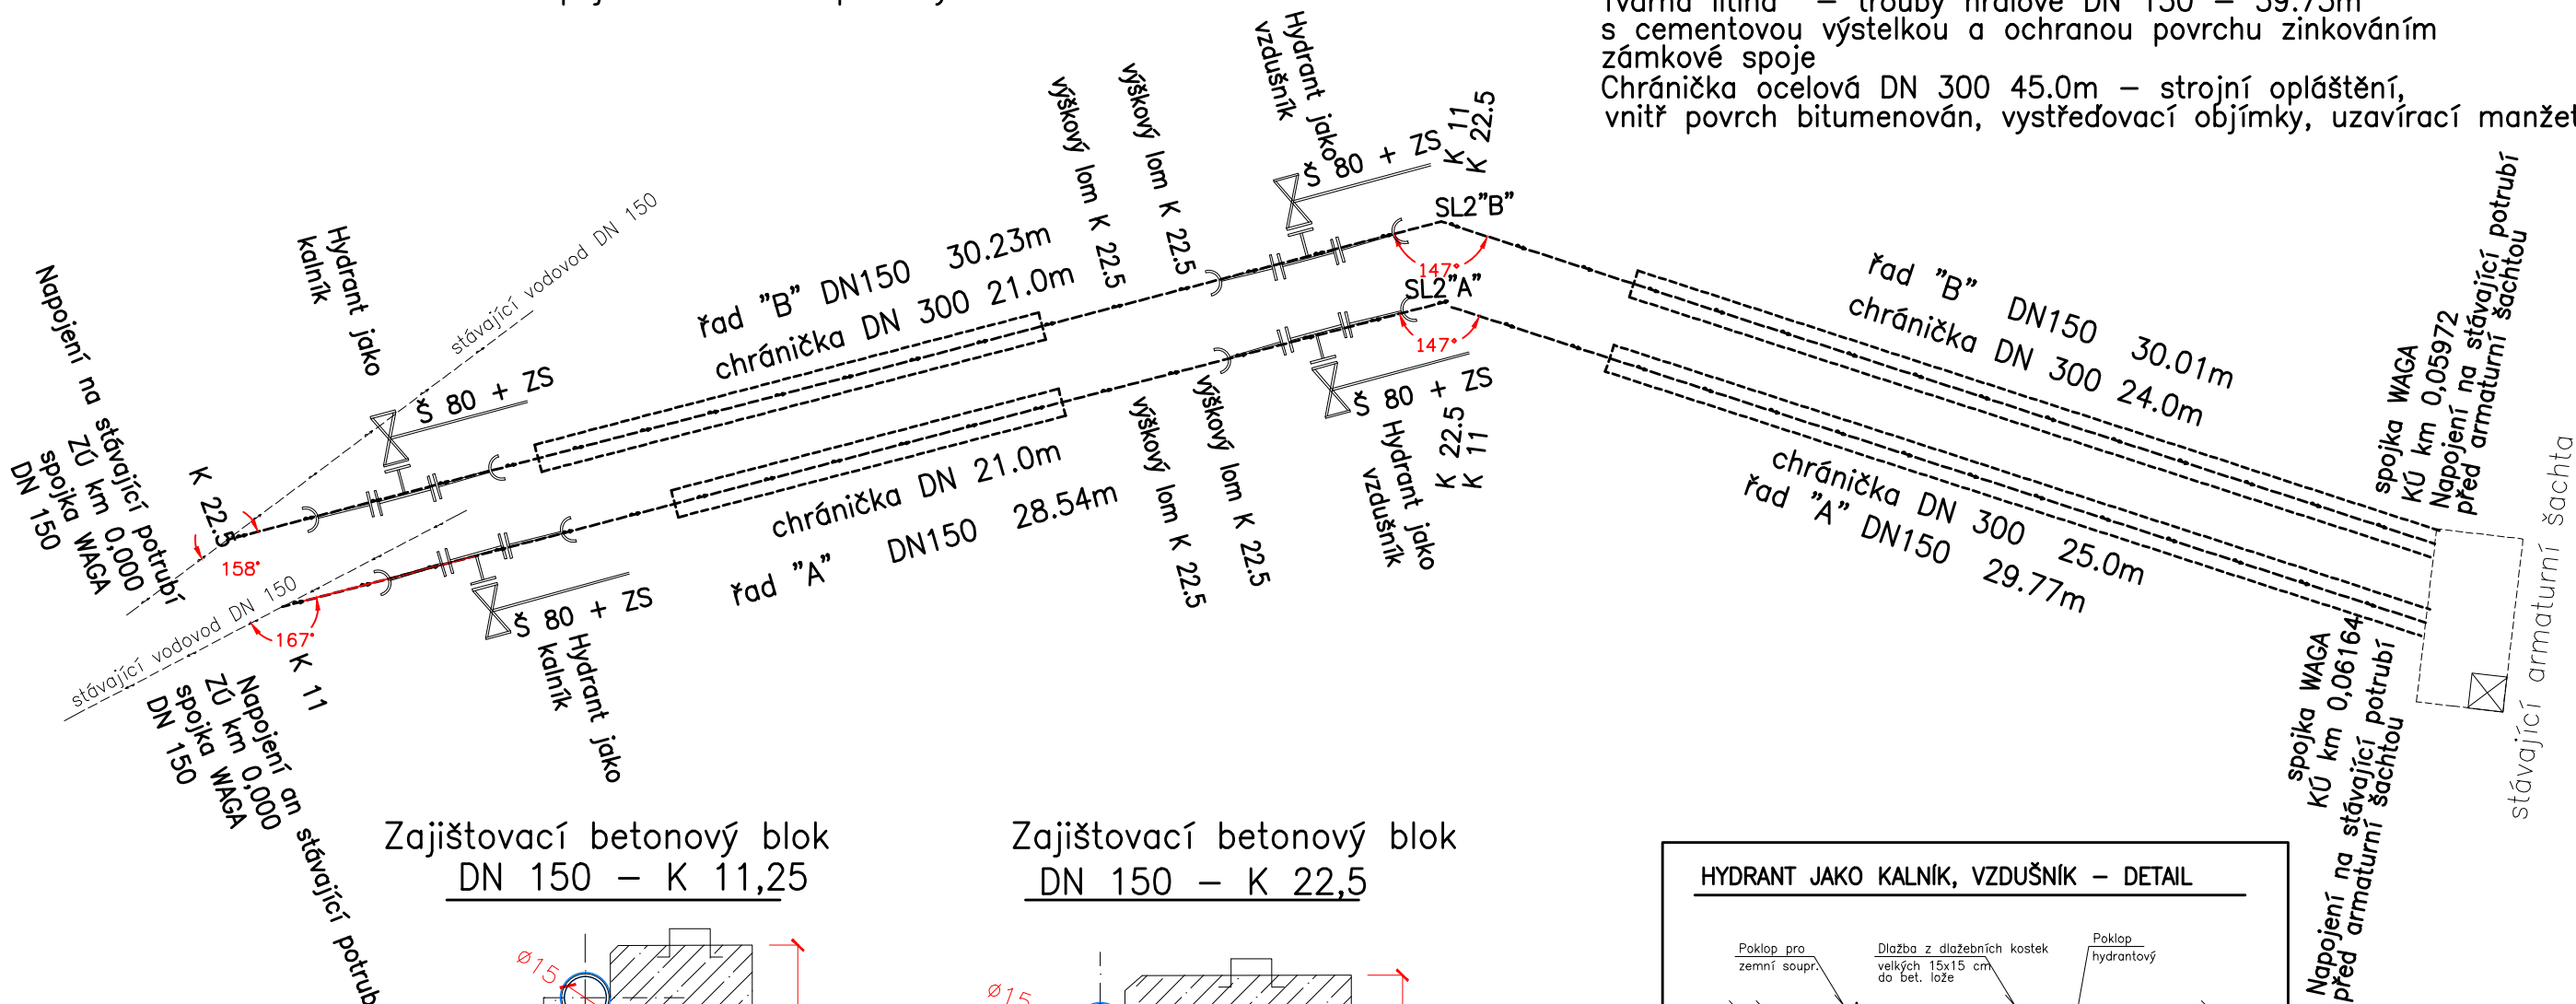 s cementovou výstelkou a ochranou povrchu zinkováním
zámkové spoje
Chránička ocelová DN 300 45.0m – strojní opláštění,
vnitř povrch bitumenován, vystřeďovací objímky, uzavírací manžet
Hydrant jako
vzdušník
výškový lom K 22.5
výškový lom K 22.5
Š 80 + ZS
K 11
K 22.5
SL2"B"
147°
SL2"A"
147°
Hydrant jako
kalník
stávající vodovod DN 150
řad "B" DN150 30.23m
chránička DN 300 21.0m
Š 80 + ZS
Napojení na stávající potrubí
ZÚ km 0,000
spojka WAGA
DN 150
K 22.5
158°
řad "B" DN150 30.01m
chránička DN 300 24.0m
spojka WAGA
KÚ km 0,05972
Napojení na stávající potrubí
před armaturní šachtou
stávající armaturní šachta
chránička DN 21.0m
řad "A" DN150 28.54m
výškový lom K 22.5
výškový lom K 22.5
Š 80 + ZS
K 22.5
K 11
Hydrant jako
vzdušník
chránička DN 300 25.0m
řad "A" DN150 29.77m
stávající vodovod DN 150
167°
K 11
Š 80 + ZS
Hydrant jako
kalník
Napojení an stávající potrub
ZÚ km 0,000
spojka WAGA
DN 150
spojka WAGA
KÚ km 0,06164
Napojení na stávající potrubí
před armaturní šachtou
Zajištovací betonový blok
DN 150 – K 11,25
Zajištovací betonový blok
DN 150 – K 22,5
ø15
ø15
HYDRANT JAKO KALNÍK, VZDUŠNÍK – DETAIL
Poklop pro
zemní soupr.
Dlažba z dlažebních kostek
velkých 15x15 cm
do bet. lože
Poklop
hydrantový